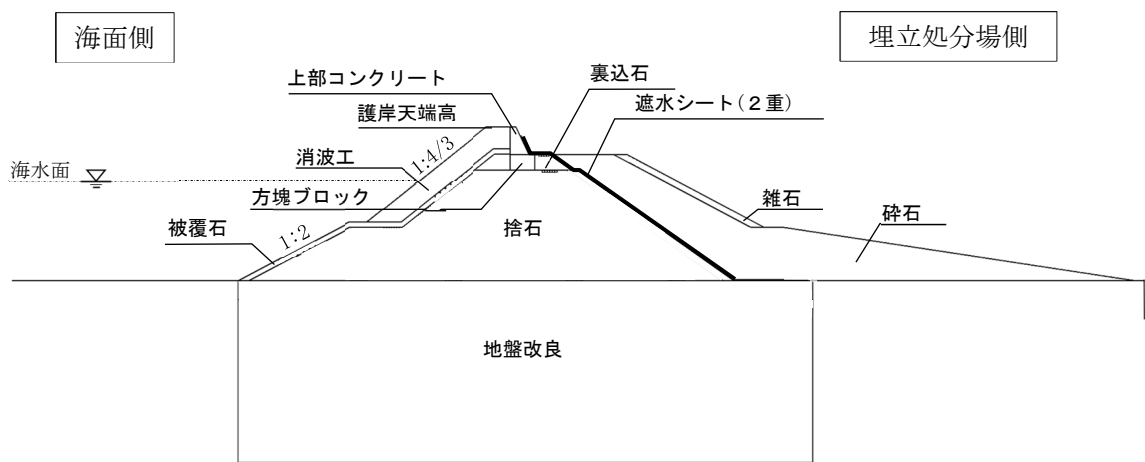 海面側
埋立処分場側
上部コンクリート
裏込石
護岸天端高
遮水シート(2重)
1:4/3
消波工
海水面
方塊ブロック
雑石
被覆石
1:2
捨石
砕石
地盤改良